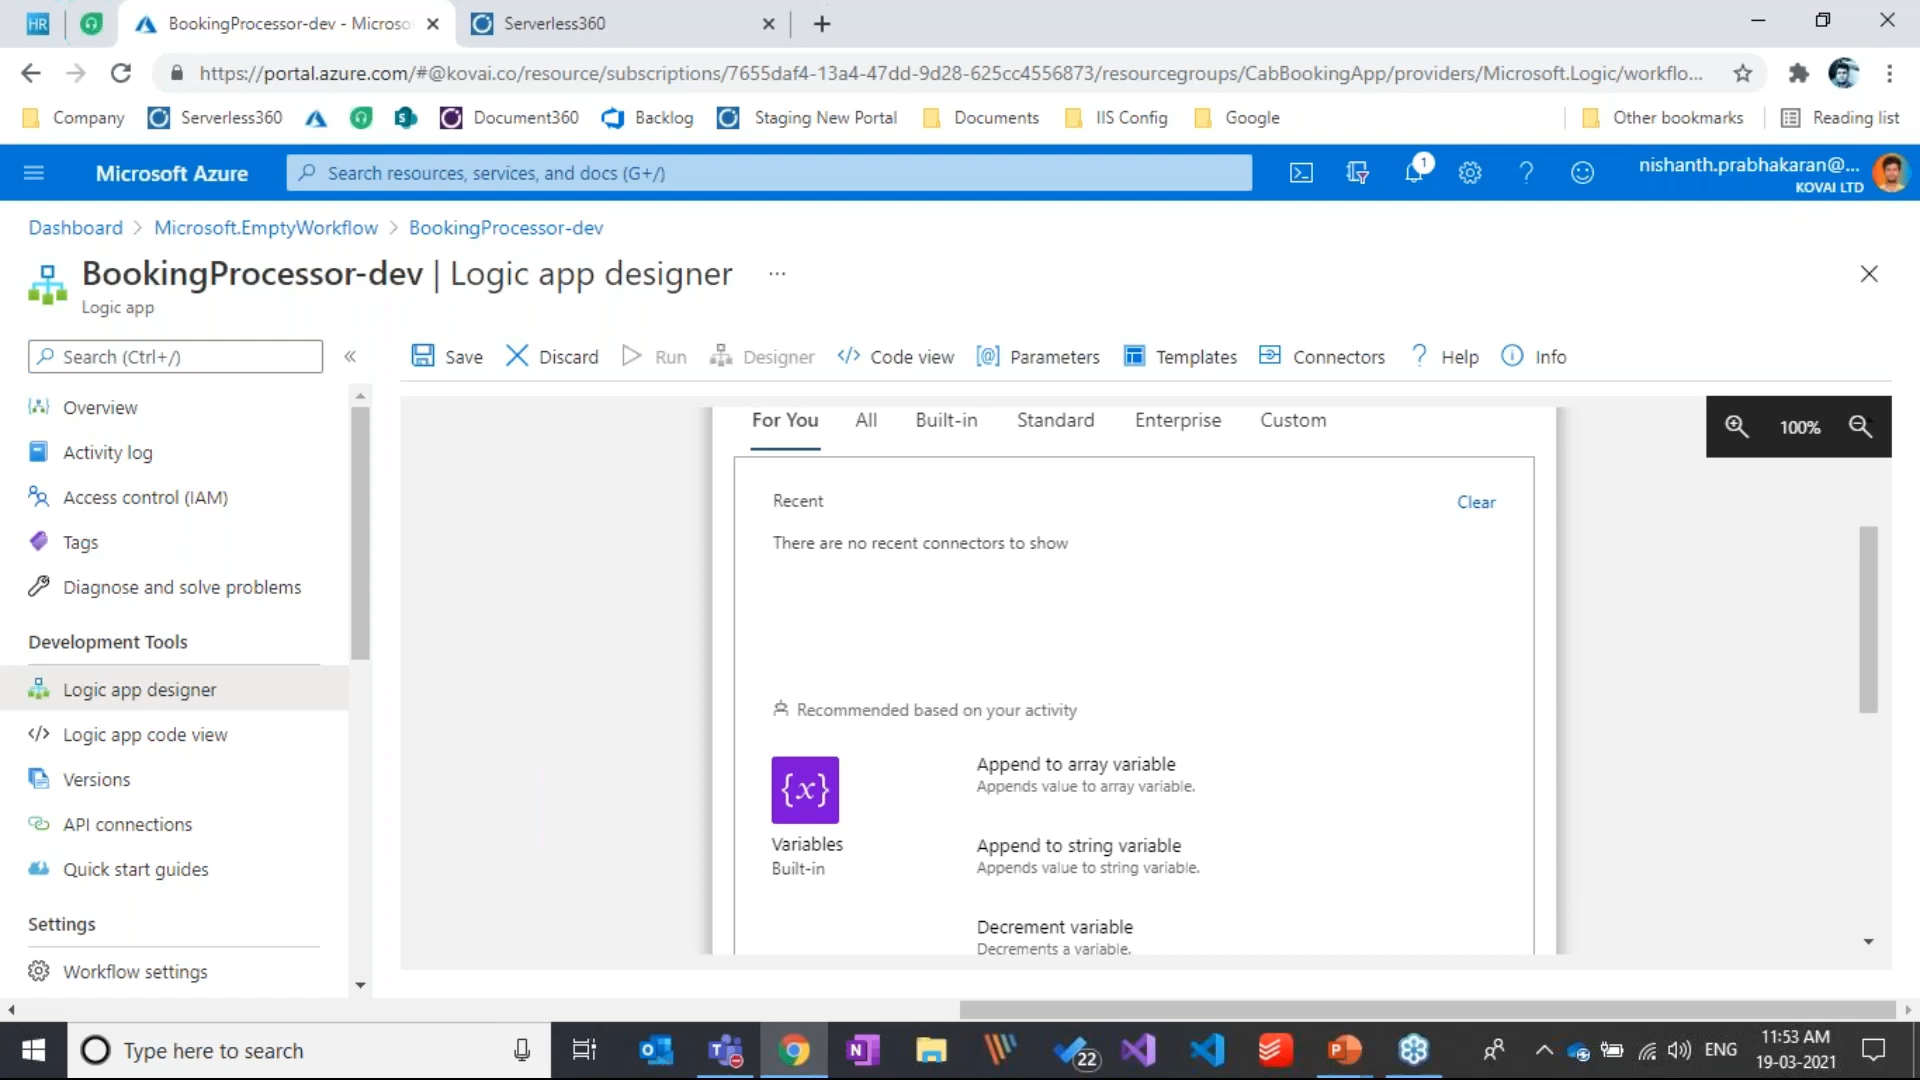 HR
BookingProcessor-dev - Microso
Serverless360
https://portal.azure.com/#@kovai.co/resource/subscriptions/7655daf4-13a4-47dd-9d28-625cc4556873/resourcegroups/CabBookingApp/providers/Microsoft.Logic/workflo...
Company Serverless360 Document360 Backlog Staging New Portal Documents IIS Config Google Other bookmarks Reading list
Microsoft Azure
Search resources, services, and docs (G+/)
1
nishanth.prabhakaran@...
KOVAI LTD
Dashboard > Microsoft.EmptyWorkflow > BookingProcessor-dev
BookingProcessor-dev | Logic app designer ...
Logic app
Search (Ctrl+/) «
Save Discard Run Designer Code view Parameters Templates Connectors Help Info
Overview
Activity log
Access control (IAM)
Tags
Diagnose and solve problems
Development Tools
Logic app designer
Logic app code view
Versions
API connections
Quick start guides
Settings
Workflow settings
For You All Built-in Standard Enterprise Custom
100%
Recent Clear
There are no recent connectors to show
Recommended based on your activity
{x}
Variables
Built-in
Append to array variable
Appends value to array variable.
Append to string variable
Appends value to string variable.
Decrement variable
Decrements a variable.
Type here to search
22
ENG
11:53 AM
19-03-2021